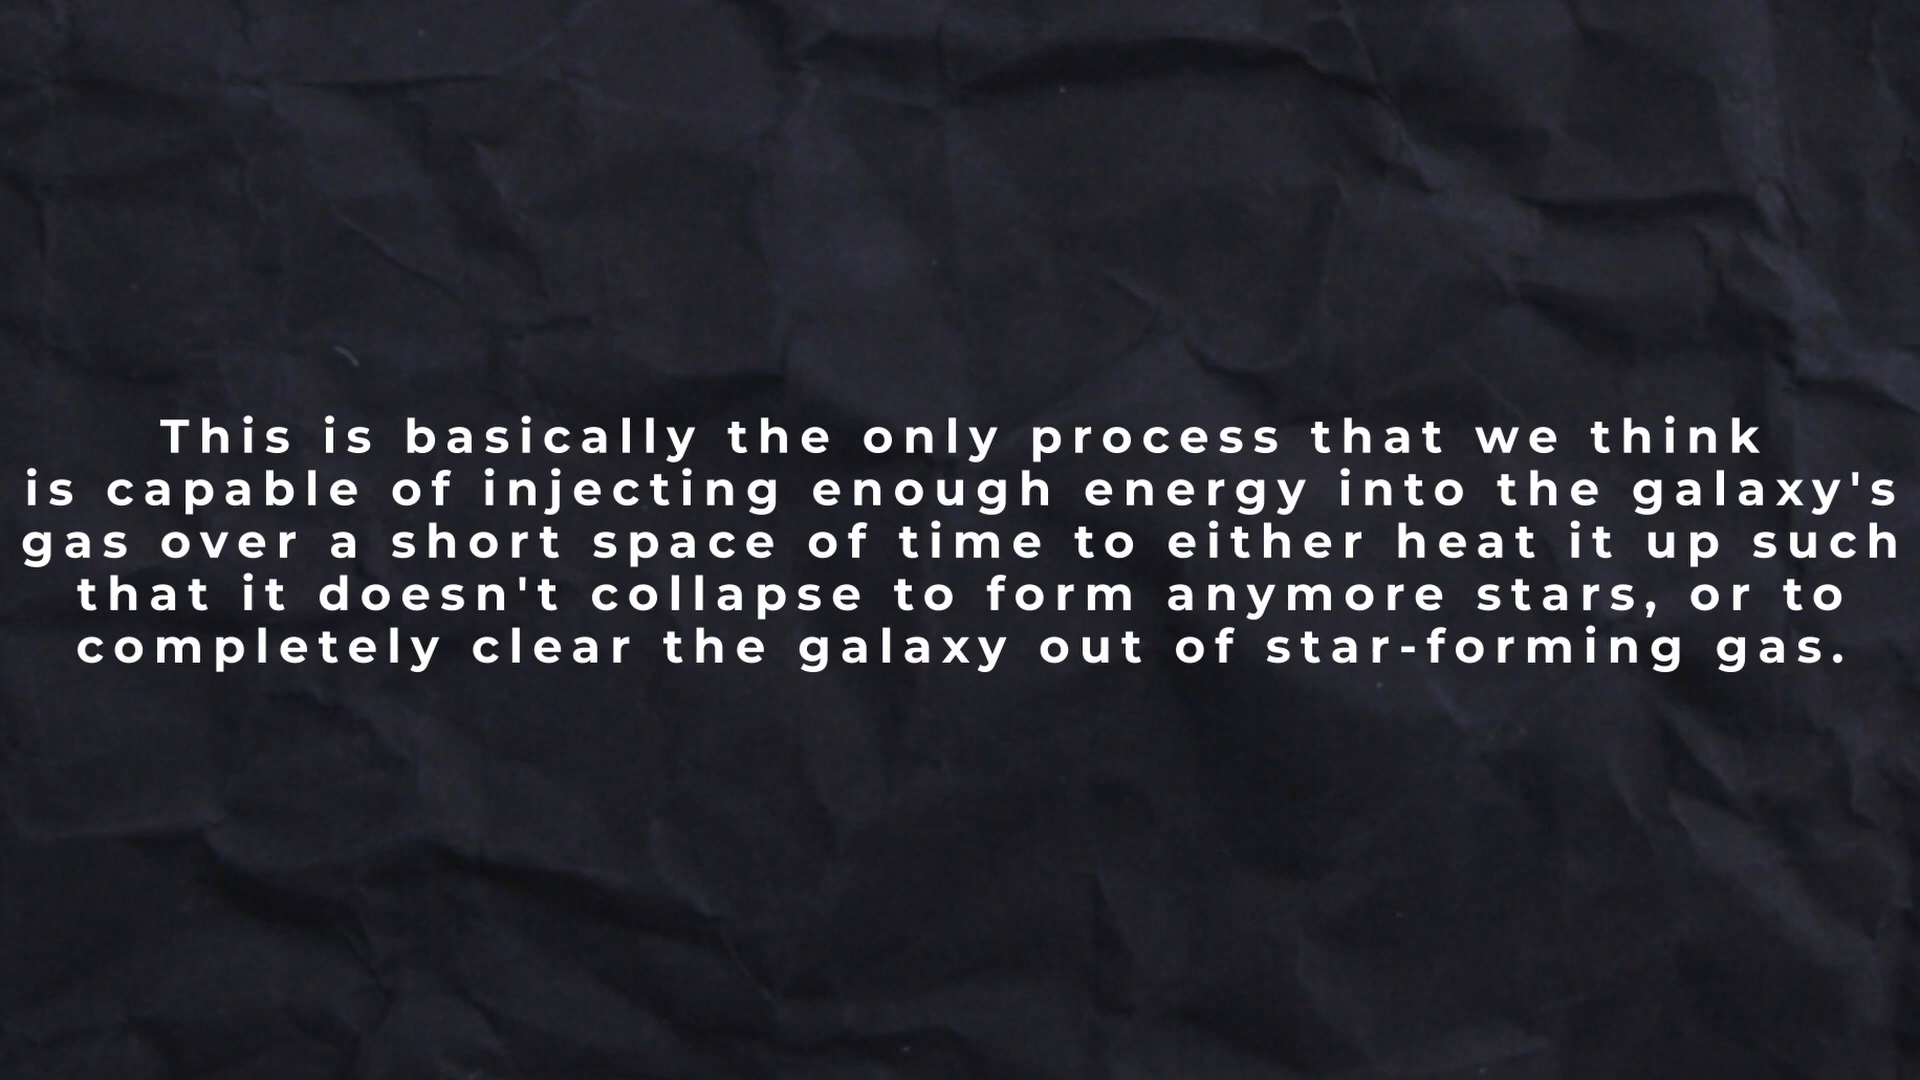 This is basically the only process that we think
is capable of injecting enough energy into the galaxy's
gas over a short space of time to either heat it up such
that it doesn't collapse to form anymore stars, or to
completely clear the galaxy out of star-forming gas.